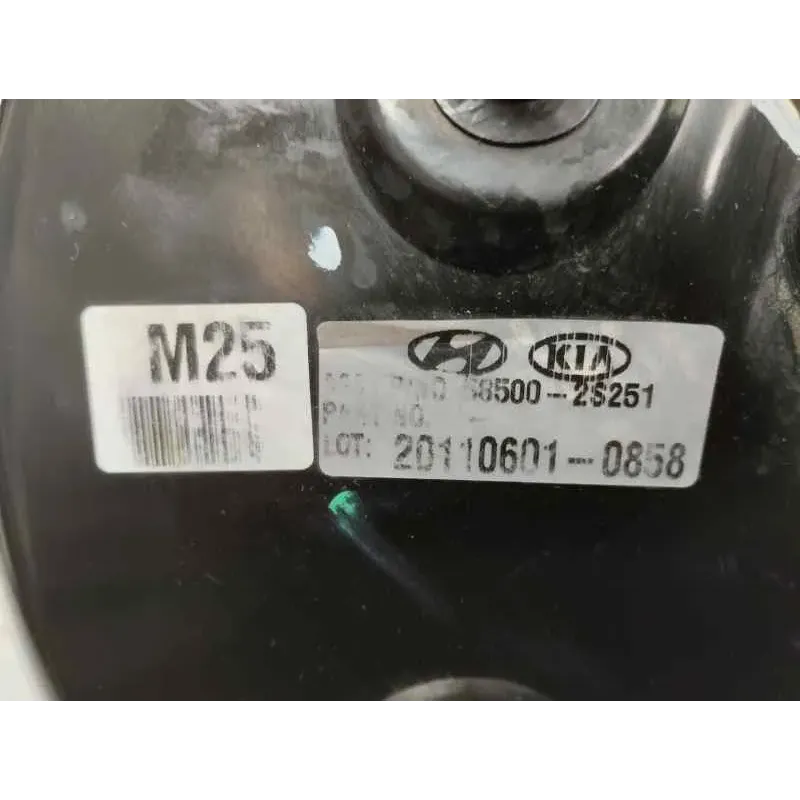 M25
KIA
58500-2S251
PART NO. -
LOT: 20110601-0858